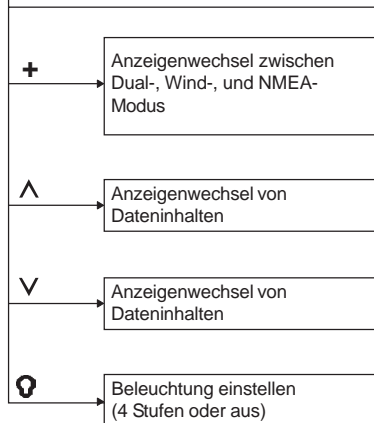 +
Anzeigenwechsel zwischen
Dual-, Wind-, und NMEA-
Modus
∧
Anzeigenwechsel von
Dateninhalten
∨
Anzeigenwechsel von
Dateninhalten
Beleuchtung einstellen
(4 Stufen oder aus)